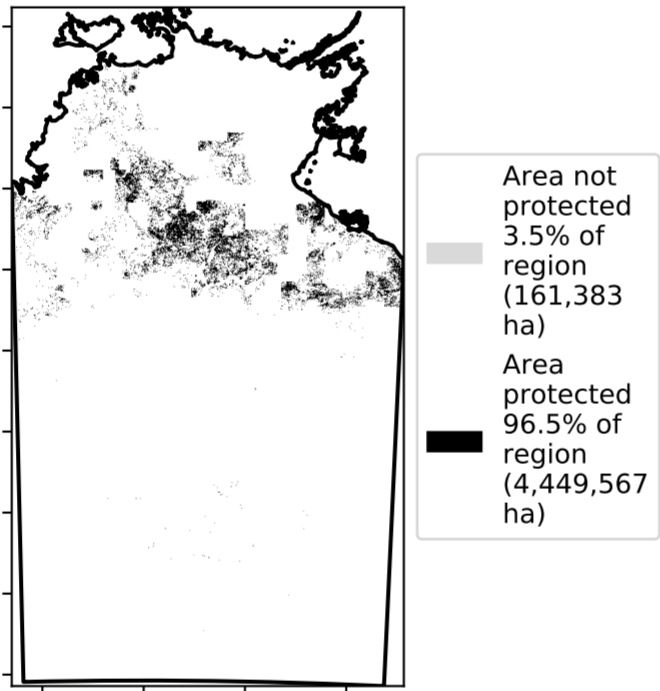 Area not
protected
3.5% of
region
(161,383
ha)
Area
protected
96.5% of
region
(4,449,567
ha)